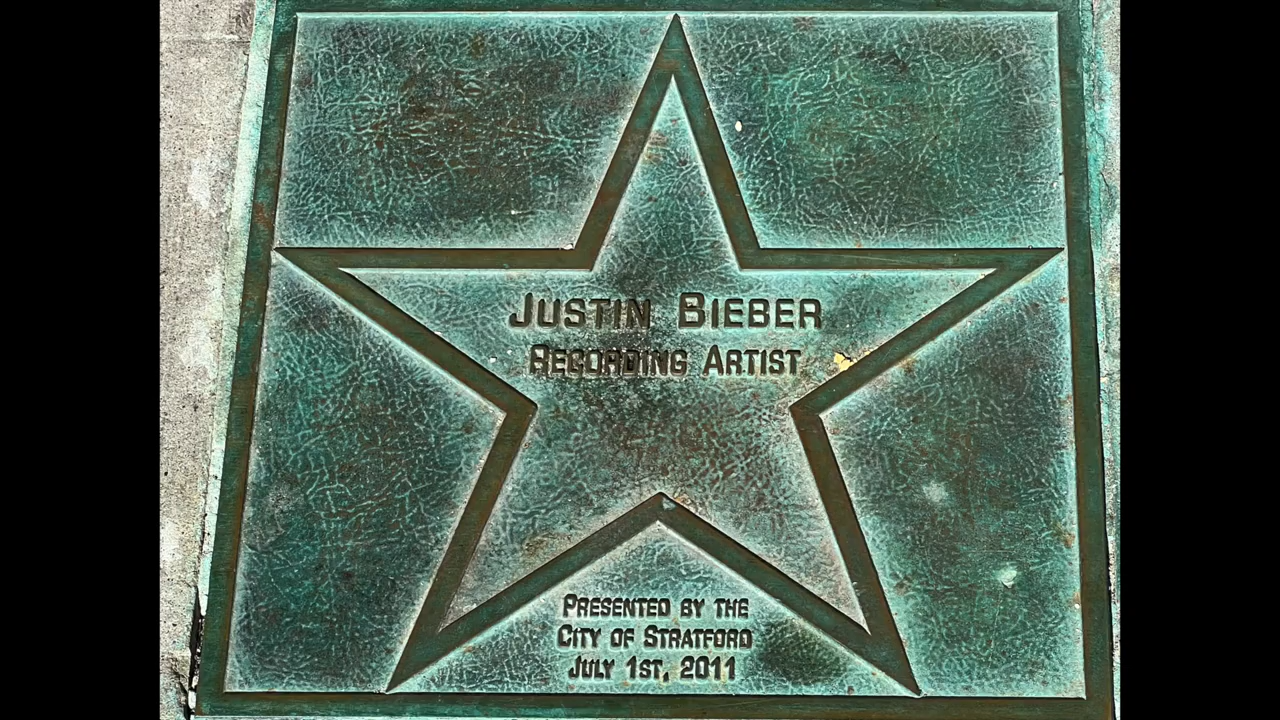 Justin Bieber
Recording Artist
Presented by the
City of Stratford
July 1st, 2011